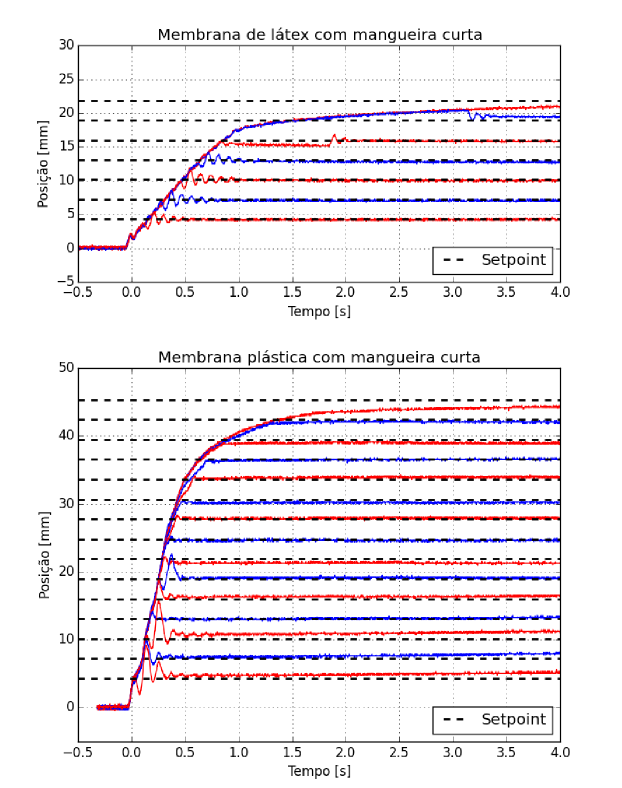 Membrana de látex com mangueira curta
30
25
20
15
10
5
0
−5
Posição [mm]
Setpoint
−0.5 0.0 0.5 1.0 1.5 2.0 2.5 3.0 3.5 4.0
Tempo [s]
Membrana plástica com mangueira curta
50
40
30
20
10
0
Posição [mm]
Setpoint
−0.5 0.0 0.5 1.0 1.5 2.0 2.5 3.0 3.5 4.0
Tempo [s]